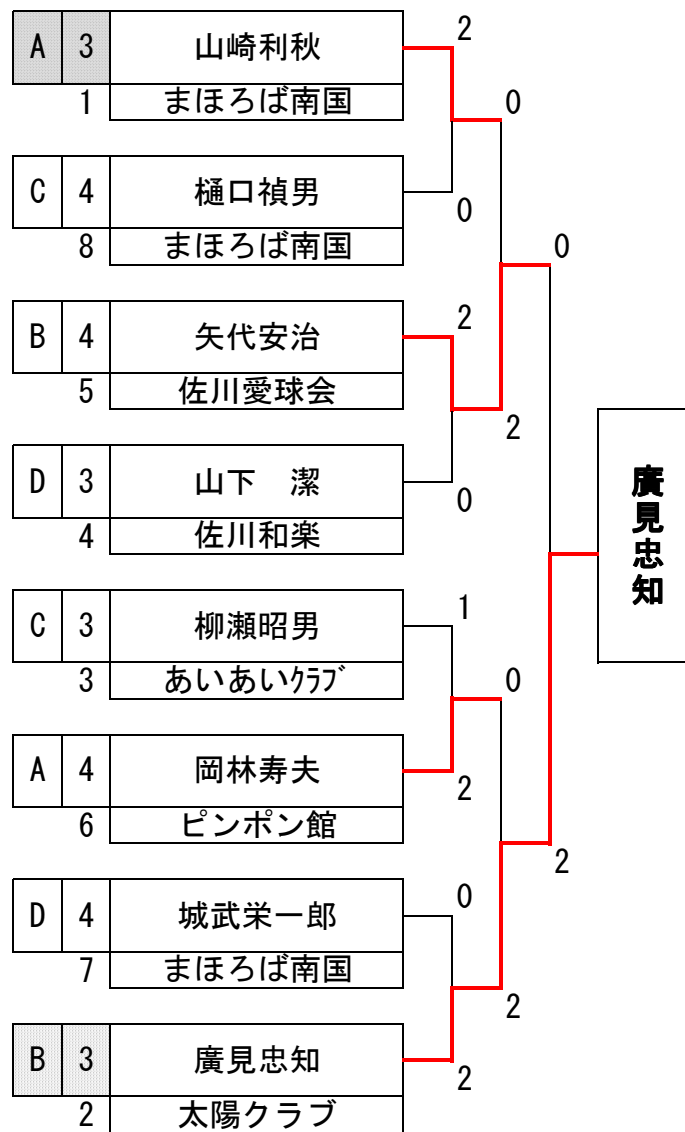 A 3 山崎利秋 2
1 まほろば南国 0
C 4 樋口禎男 0
8 まほろば南国 0
B 4 矢代安治 2
5 佐川愛球会 2
D 3 山下 潔 0
4 佐川和楽
廣見忠知
C 3 柳瀬昭男 1
3 あいあいｸﾗﾌﾞ 0
A 4 岡林寿夫 2
6 ピンポン館
2
D 4 城武栄一郎 0
7 まほろば南国 2
B 3 廣見忠知 2
2 太陽クラブ